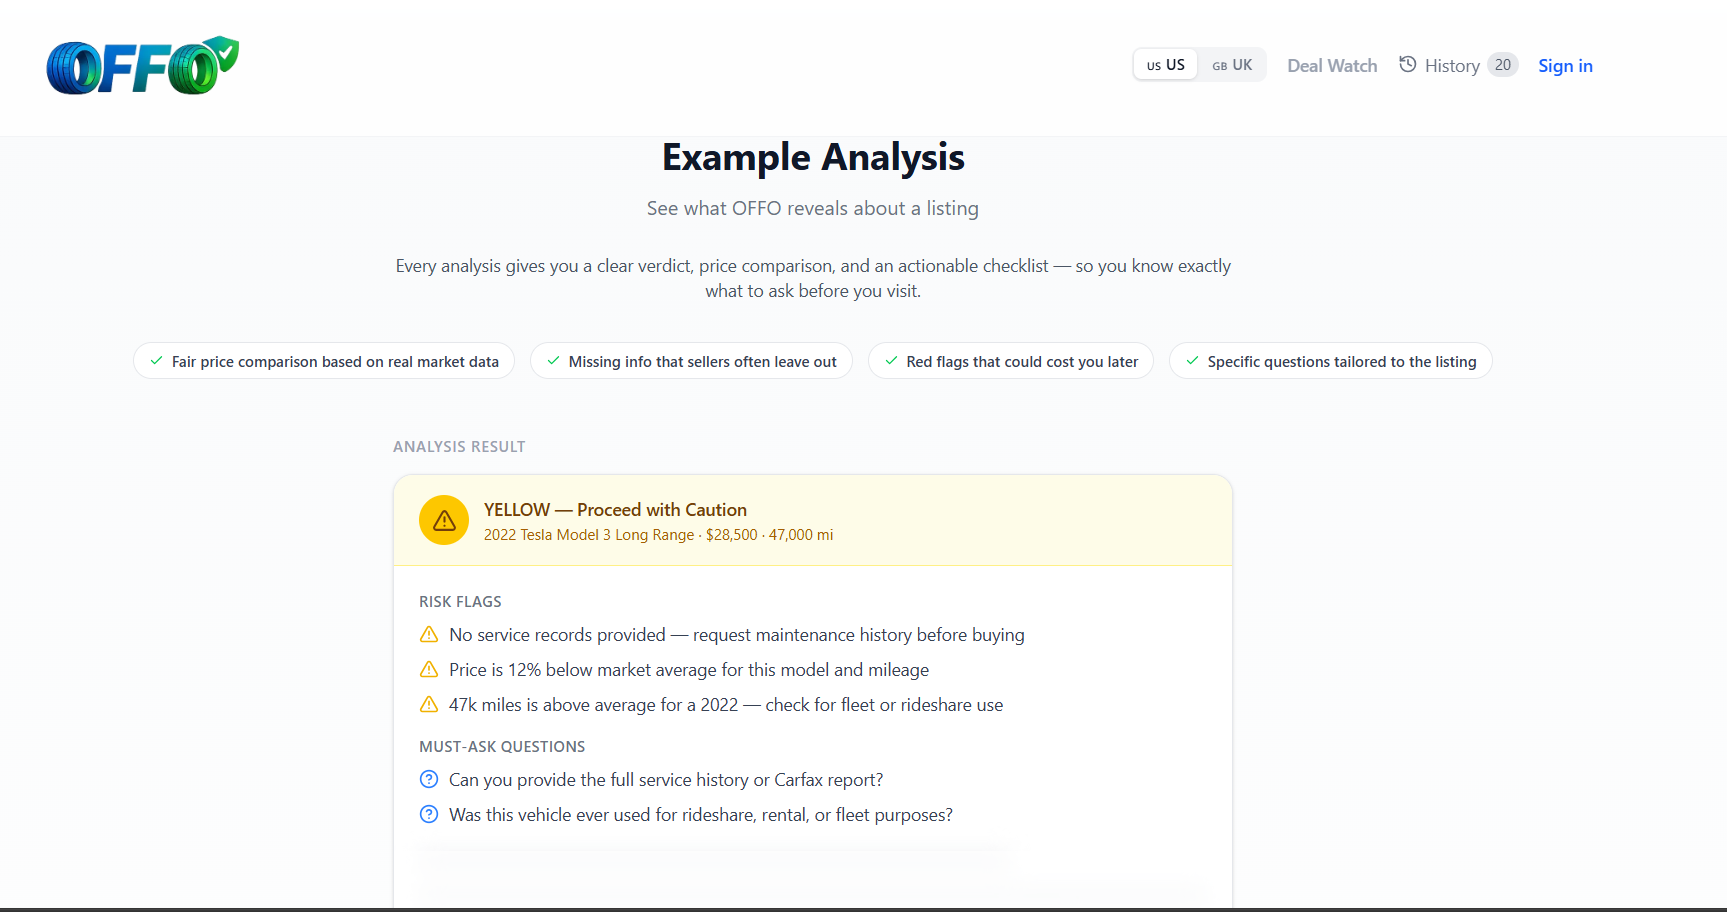 OFFO
US US
GB UK
Deal Watch
History 20
Sign in
Example Analysis
See what OFFO reveals about a listing
Every analysis gives you a clear verdict, price comparison, and an actionable checklist — so you know exactly
what to ask before you visit.
Fair price comparison based on real market data
Missing info that sellers often leave out
Red flags that could cost you later
Specific questions tailored to the listing
ANALYSIS RESULT
YELLOW — Proceed with Caution
2022 Tesla Model 3 Long Range · $28,500 · 47,000 mi
RISK FLAGS
No service records provided — request maintenance history before buying
Price is 12% below market average for this model and mileage
47k miles is above average for a 2022 — check for fleet or rideshare use
MUST-ASK QUESTIONS
Can you provide the full service history or Carfax report?
Was this vehicle ever used for rideshare, rental, or fleet purposes?